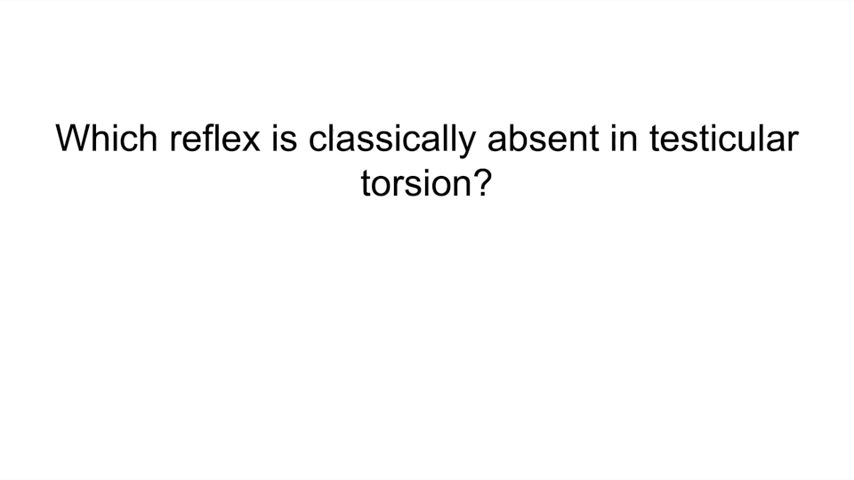 Which reflex is classically absent in testicular
torsion?